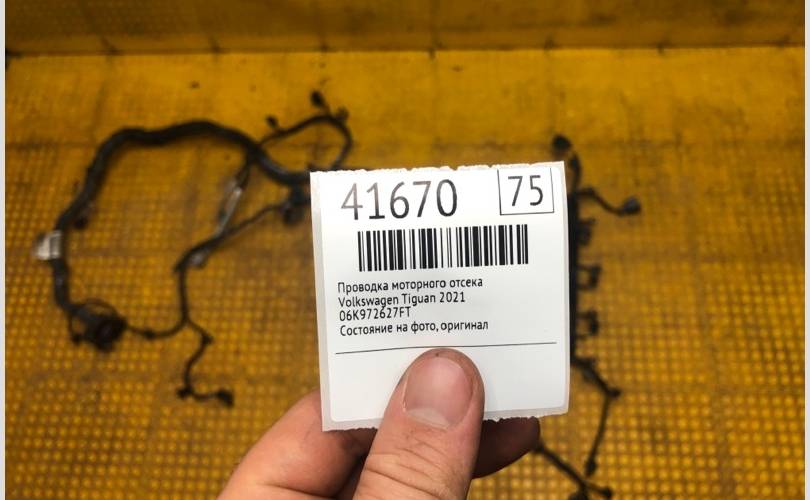 41670 75
Проводка моторного отсека
Volkswagen Tiguan 2021
06K972627FT
Состояние на фото, оригинал